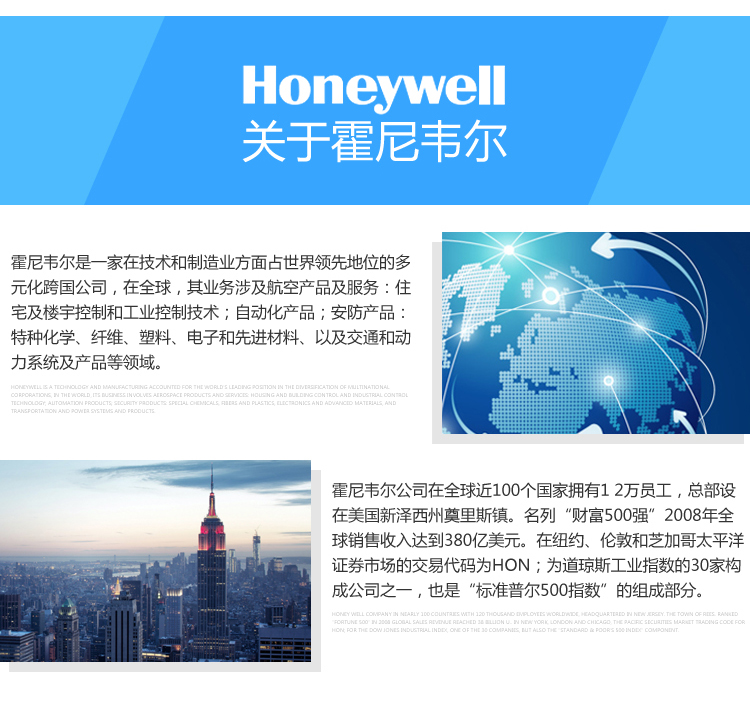 Honeywell
关于霍尼韦尔
霍尼韦尔是一家在技术和制造业方面占世界领先地位的多
元化跨国公司，在全球，其业务涉及航空产品及服务：住
宅及楼宇控制和工业控制技术；自动化产品；安防产品：
特种化学、纤维、塑料、电子和先进材料、以及交通和动
力系统及产品等领域。
HONEYWELL IS A TECHNOLOGY AND MANUFACTURING ACCOUNTED FOR THE WORLD'S LEADING POSITION IN THE DIVERSIFICATION OF MULTINATIONAL
CORPORATIONS, IN THE WORLD, ITS BUSINESS INVOLVES AEROSPACE PRODUCTS AND SERVICES: HOUSING AND BUILDING CONTROL AND INDUSTRIAL CONTROL
TECHNOLOGY; AUTOMATION PRODUCTS; SECURITY PRODUCTS: SPECIAL CHEMICALS, FIBERS AND PLASTICS, ELECTRONICS AND ADVANCED MATERIALS, AND
TRANSPORTATION AND POWER SYSTEMS AND PRODUCTS.
霍尼韦尔公司在全球近100个国家拥有1 2万员工，总部设
在美国新泽西州奠里斯镇。名列“财富500强”2008年全
球销售收入达到380亿美元。在纽约、伦敦和芝加哥太平洋
证券市场的交易代码为HON；为道琼斯工业指数的30家构
成公司之一，也是“标准普尔500指数”的组成部分。
HONEY WELL COMPANY IN NEARLY 100 COUNTRIES, WITH 120 THOUSAND EMPLOYEES WORLDWIDE, HEADQUARTERED IN NEW JERSEY, THE TOWN OF RIES. RANKED
"FORTUNE 500" IN 2008 GLOBAL SALES REVENUE REACHED 38 BILLION U.. IN NEW YORK, LONDON AND CHICAGO, THE PACIFIC SECURITIES MARKET TRADING CODE FOR
HON; FOR THE DOW JONES INDUSTRIAL INDEX, ONE OF THE 30 COMPANIES, BUT ALSO THE POOR'S 500 INDEX" COMPONENT.